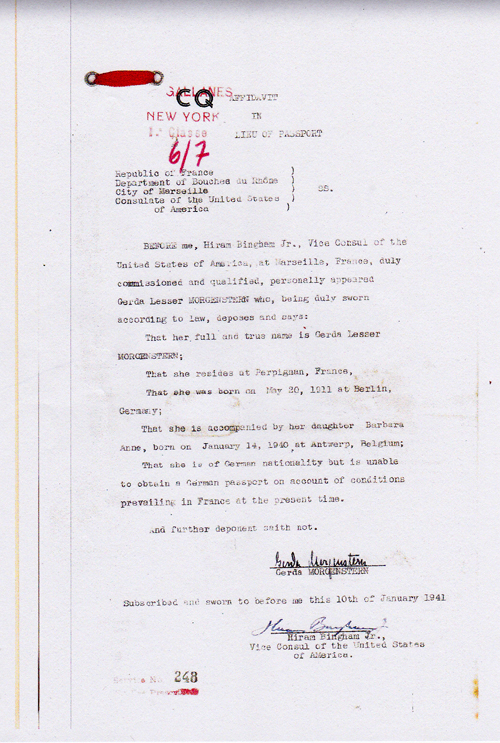 GALLANES
CQ AFFIDAVIT
NEW YORK IN
1.º Classe LIEU OF PASSPORT
6/7
Republic of France )
Department of Bouches du Rhône )
City of Marseille ) SS.
Consulate of the United States )
of America )
BEFORE me, Hiram Bingham Jr., Vice Consul of the
United States of America, at Marseille, France, duly
commissioned and qualified, personally appeared
Gerda Lesser MORGENSTERN who, being duly sworn
according to law, deposes and says:
That her full and true name is Gerda Lesser
MORGENSTERN;
That she resides at Perpignan, France,
That she was born on May 20, 1911 at Berlin,
Germany;
That she is accompanied by her daughter Barbara
Anne, born on January 14, 1940 at Antwerp, Belgium;
That she is of German nationality but is unable
to obtain a German passport on account of conditions
prevailing in France at the present time.
And further deponent saith not.
Gerda Morgenstern
Gerda MORGENSTERN
Subscribed and sworn to before me this 10th of January 1941
Hiram Bingham Jr
Hiram Bingham Jr.,
Vice Consul of the United States
of America.
Service No. 248